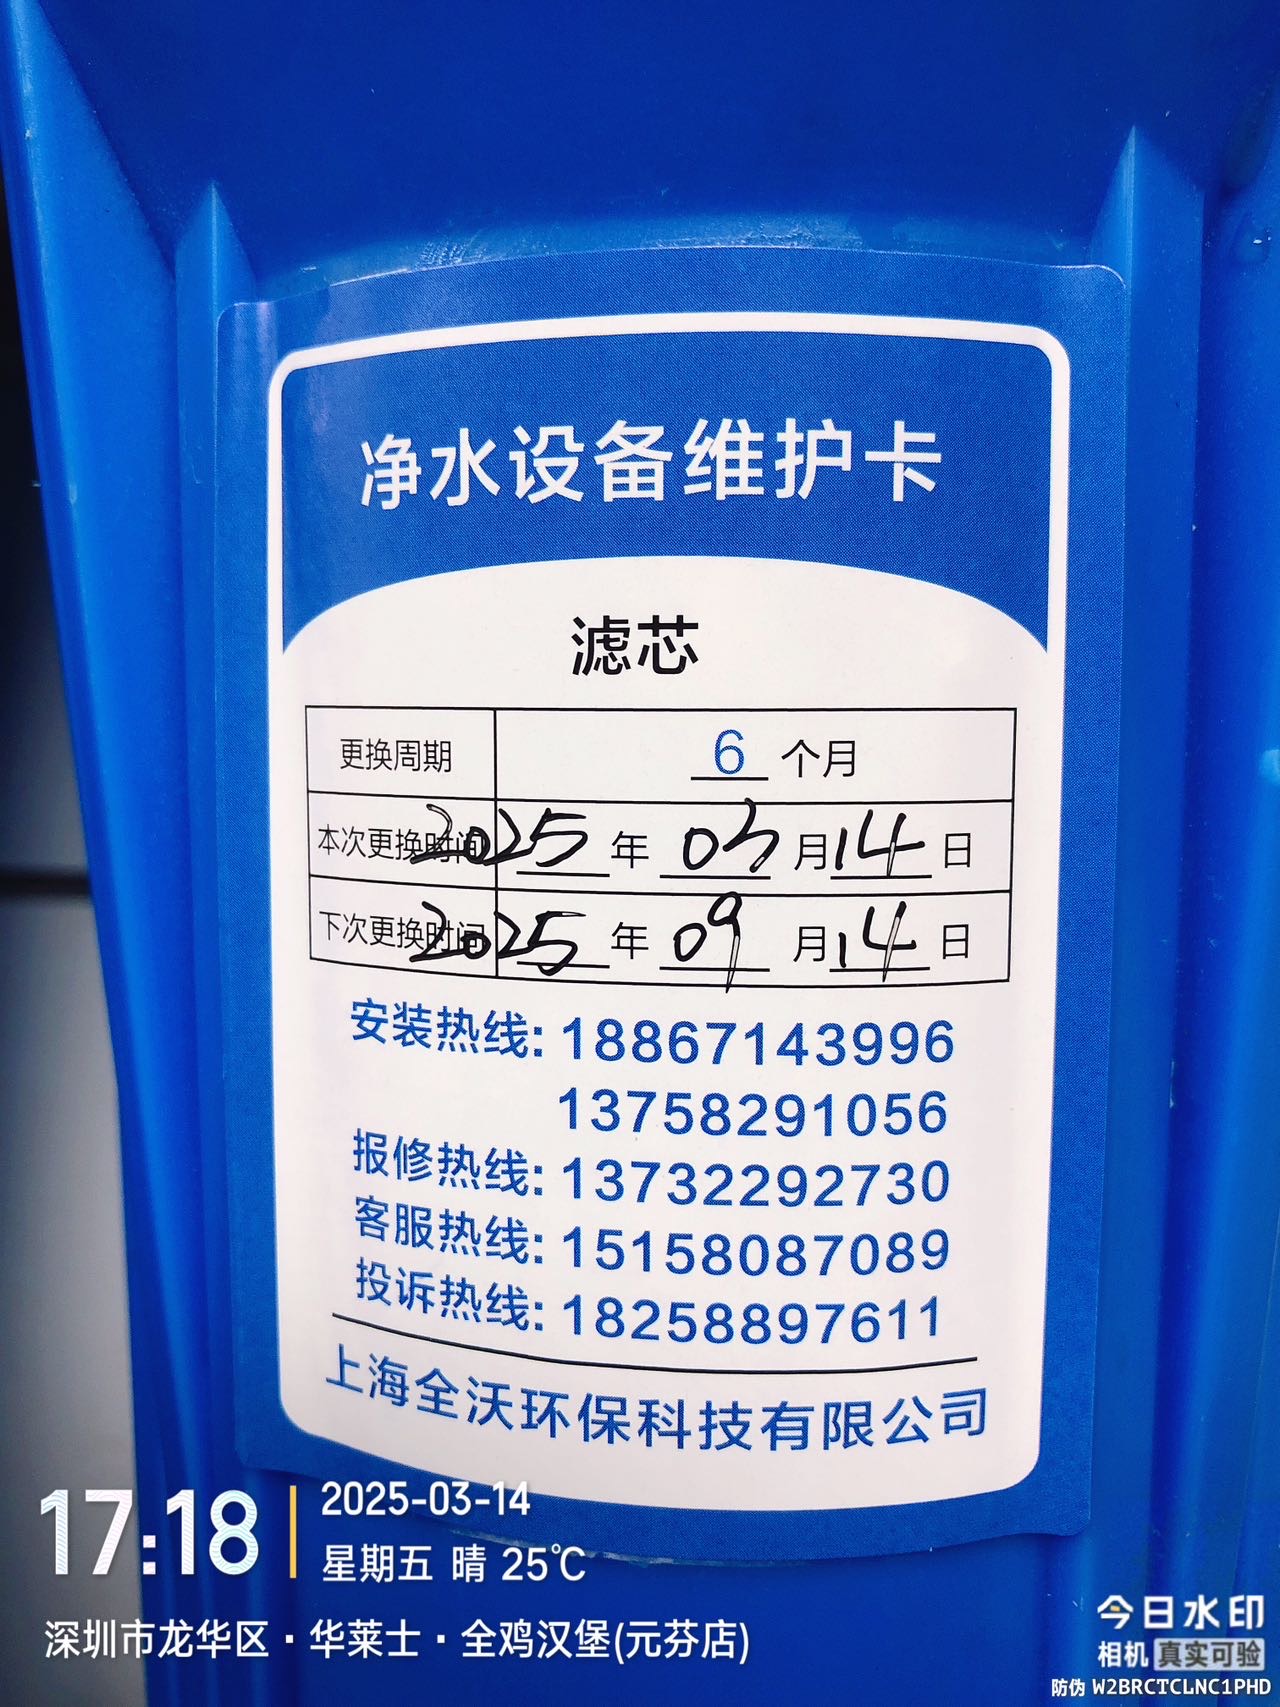 净水设备维护卡
滤芯
更换周期 6 个月
本次更换时间 2025 年 03 月 14 日
下次更换时间 2025 年 09 月 14 日
安装热线: 18867143996
13758291056
报修热线: 13732292730
客服热线: 15158087089
投诉热线: 18258897611
上海全沃环保科技有限公司
17:18
2025-03-14
星期五 晴 25℃
深圳市龙华区·华莱士·全鸡汉堡(元芬店)
今日水印
相机 真实可验
防伪 W2BRCTCLNC1PHD